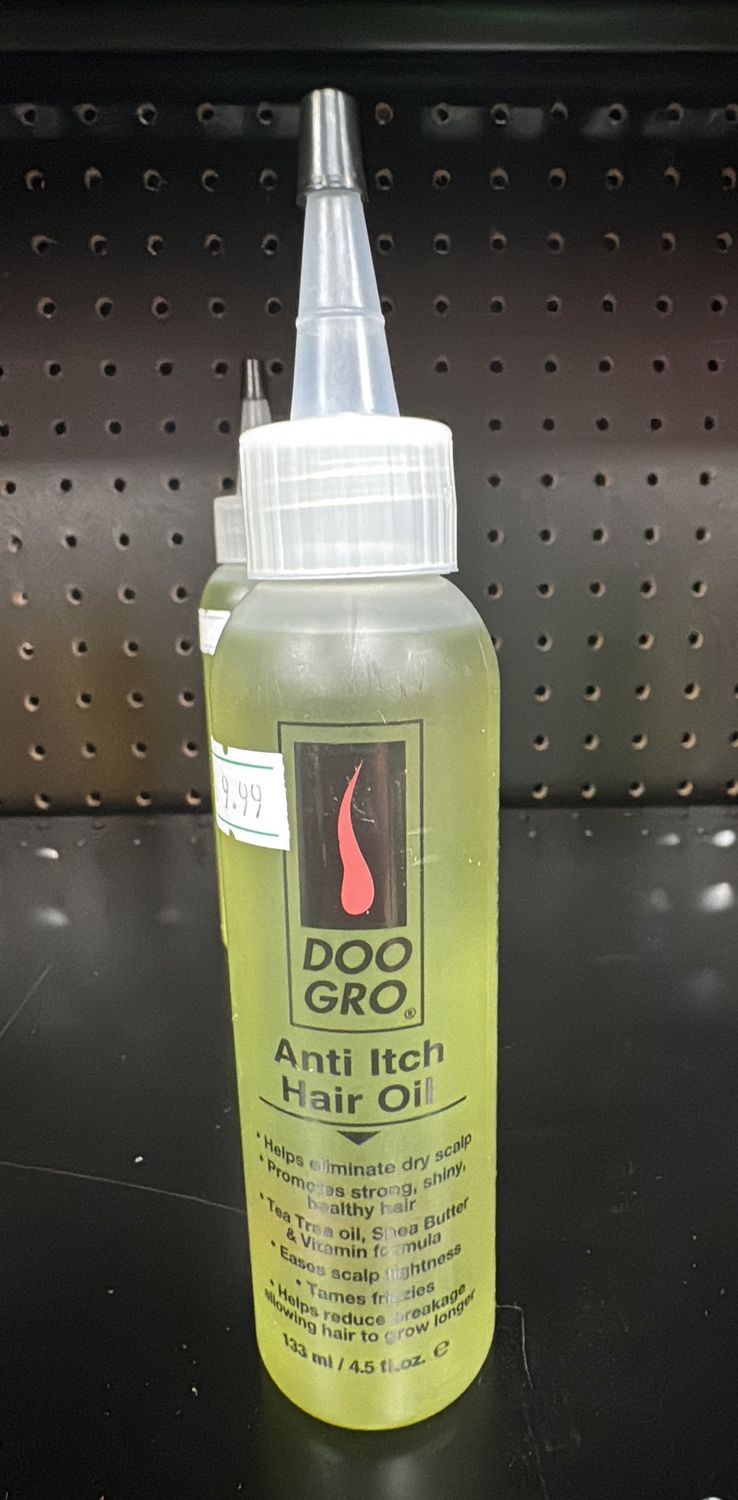 9.99
DOO
GRO®
Anti Itch
Hair Oil
• Helps eliminate dry scalp
• Promotes strong, shiny,
healthy hair
• Tea Tree oil, Shea Butter
& Vitamin formula
• Eases scalp tightness
• Tames frizzies
• Helps reduce breakage
allowing hair to grow longer
133 ml / 4.5 fl.oz. ℮